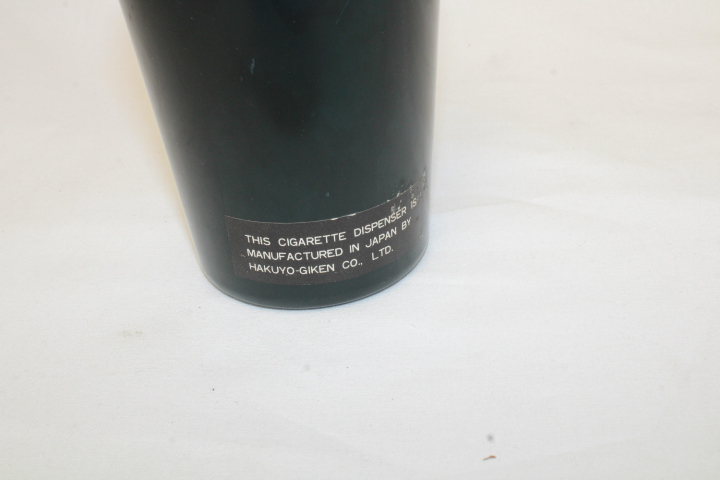 THIS CIGARETTE DISPENSER IS
MANUFACTURED IN JAPAN BY
HAKUYO-GIKEN CO., LTD.